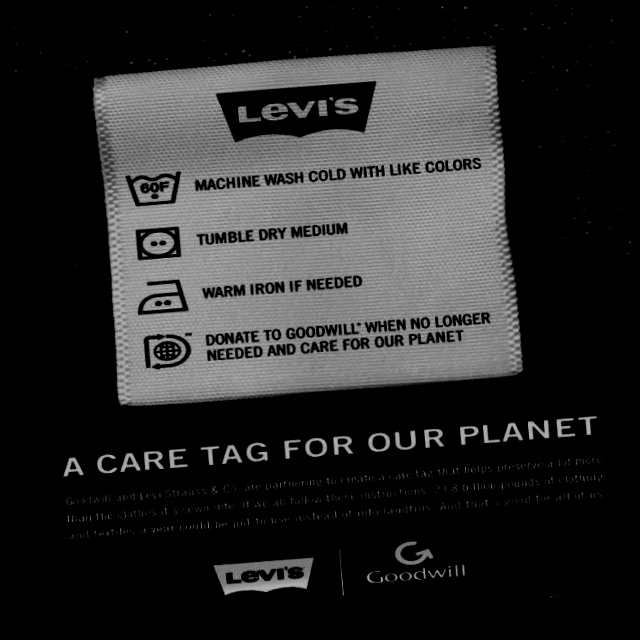 LEVI'S
60F
MACHINE WASH COLD WITH LIKE COLORS
TUMBLE DRY MEDIUM
WARM IRON IF NEEDED
DONATE TO GOODWILL® WHEN NO LONGER
NEEDED AND CARE FOR OUR PLANET
A CARE TAG FOR OUR PLANET
Goodwill and Levi Strauss & Co. are partnering to create a care tag that helps preserve a lot more
than the clothes it's sewn into. If we all follow these instructions, 23.8 billion pounds of clothing
and textiles a year could be put to use instead of into landfills. And that's good for all of us.
LEVI'S
Goodwill